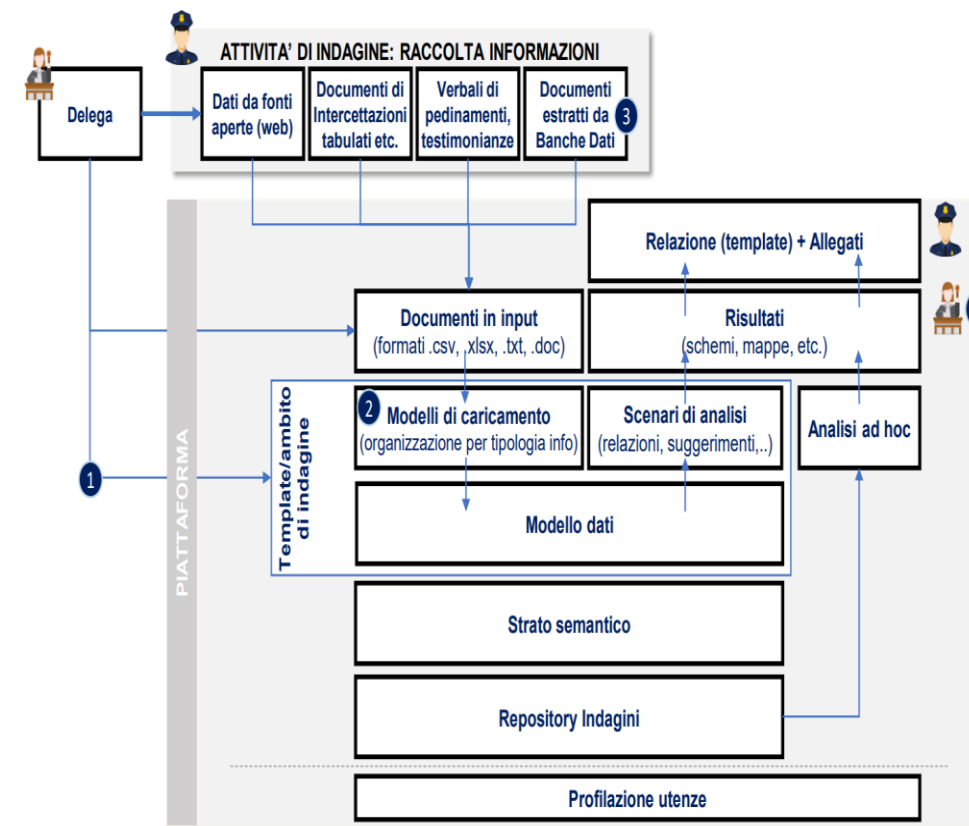 ATTIVITA' DI INDAGINE: RACCOLTA INFORMAZIONI
Delega
Dati da fonti
aperte (web)
Documenti di
Intercettazioni
tabulati etc.
Verbali di
pedinamenti,
testimonianze
Documenti
estratti da
Banche Dati
3
PIATTAFORMA
Relazione (template) + Allegati
Documenti in input
(formati .csv, .xlsx, .txt, .doc)
Risultati
(schemi, mappe, etc.)
1
Template/ambito
di indagine
2
Modelli di caricamento
(organizzazione per tipologia info)
Scenari di analisi
(relazioni, suggerimenti,..)
Analisi ad hoc
Modello dati
Strato semantico
Repository Indagini
Profilazione utenze